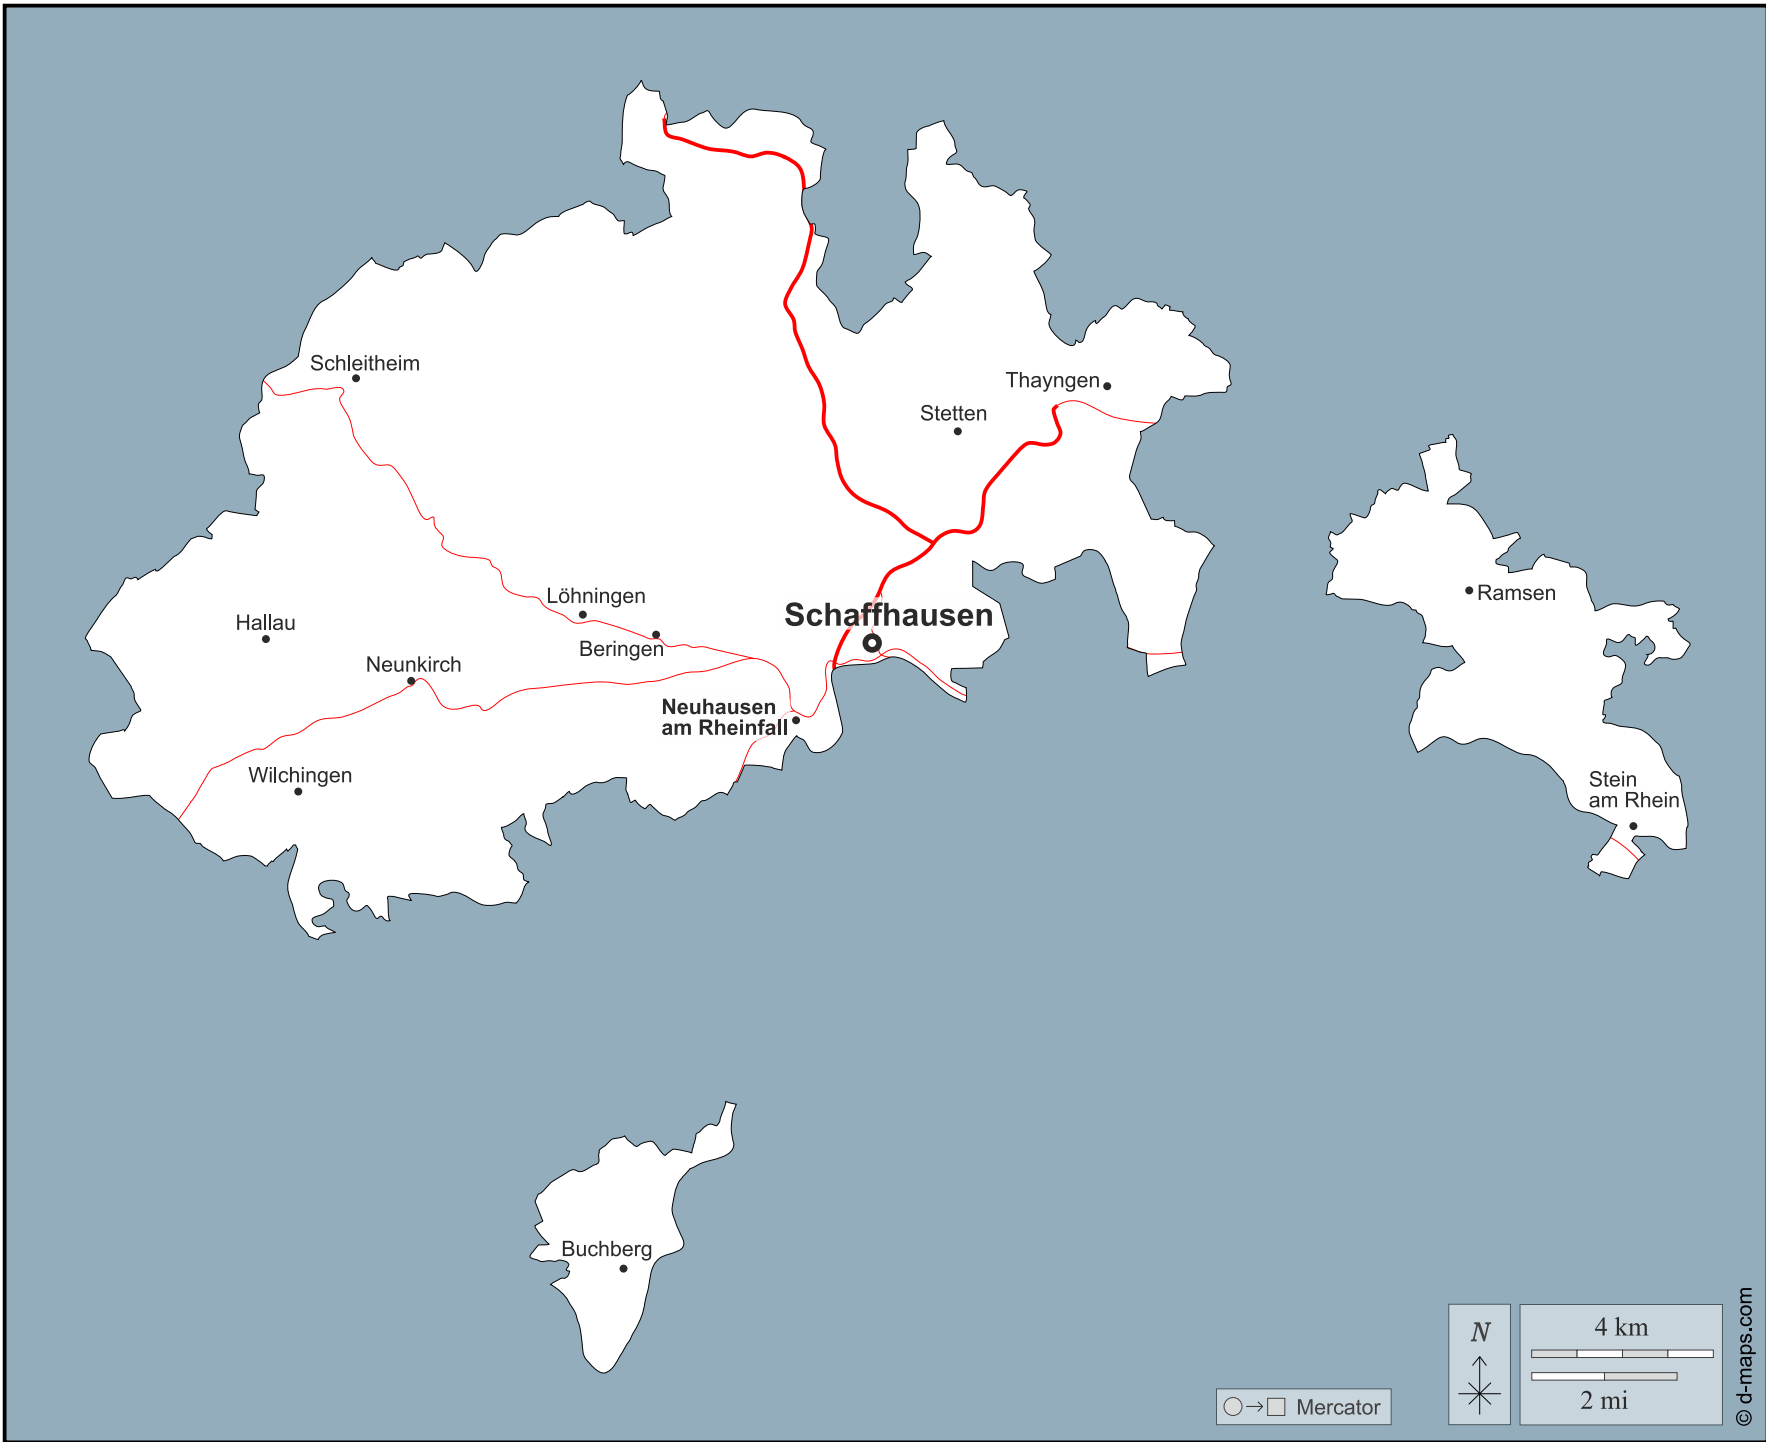 Schleitheim
Thayngen
Stetten
Löhningen
Ramsen
Schaffhausen
Hallau
Beringen
Neunkirch
Neuhausen
am Rheinfall
Wilchingen
Stein
am Rhein
Buchberg
N
4 km
2 mi
Mercator
© d-maps.com